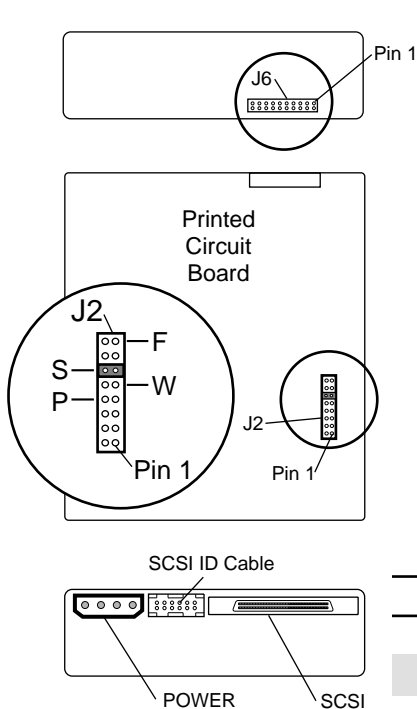 Pin 1
J6
Printed
Circuit
Board
J2
F
S
W
P
Pin 1
J2
Pin 1
SCSI ID Cable
POWER
SCSI